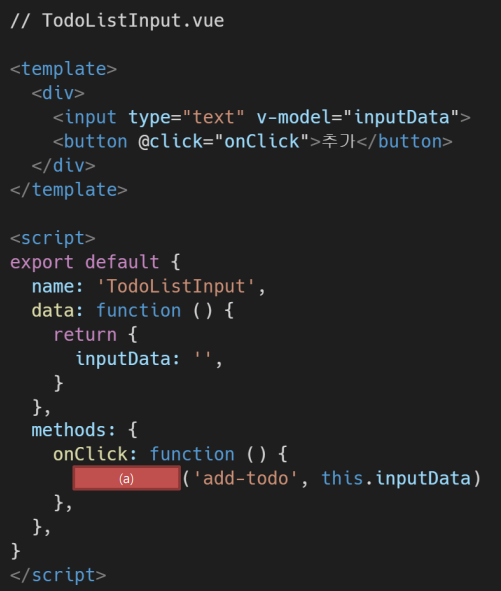 // TodoListInput.vue
<template>
<div>
<input type="text" v-model="inputData">
<button @click="onClick">추가</button>
</div>
</template>
<script>
export default {
name: 'TodoListInput',
data: function () {
return {
inputData: '',
}
},
methods: {
onClick: function () {
(a)('add-todo', this.inputData)
},
},
}
</script>